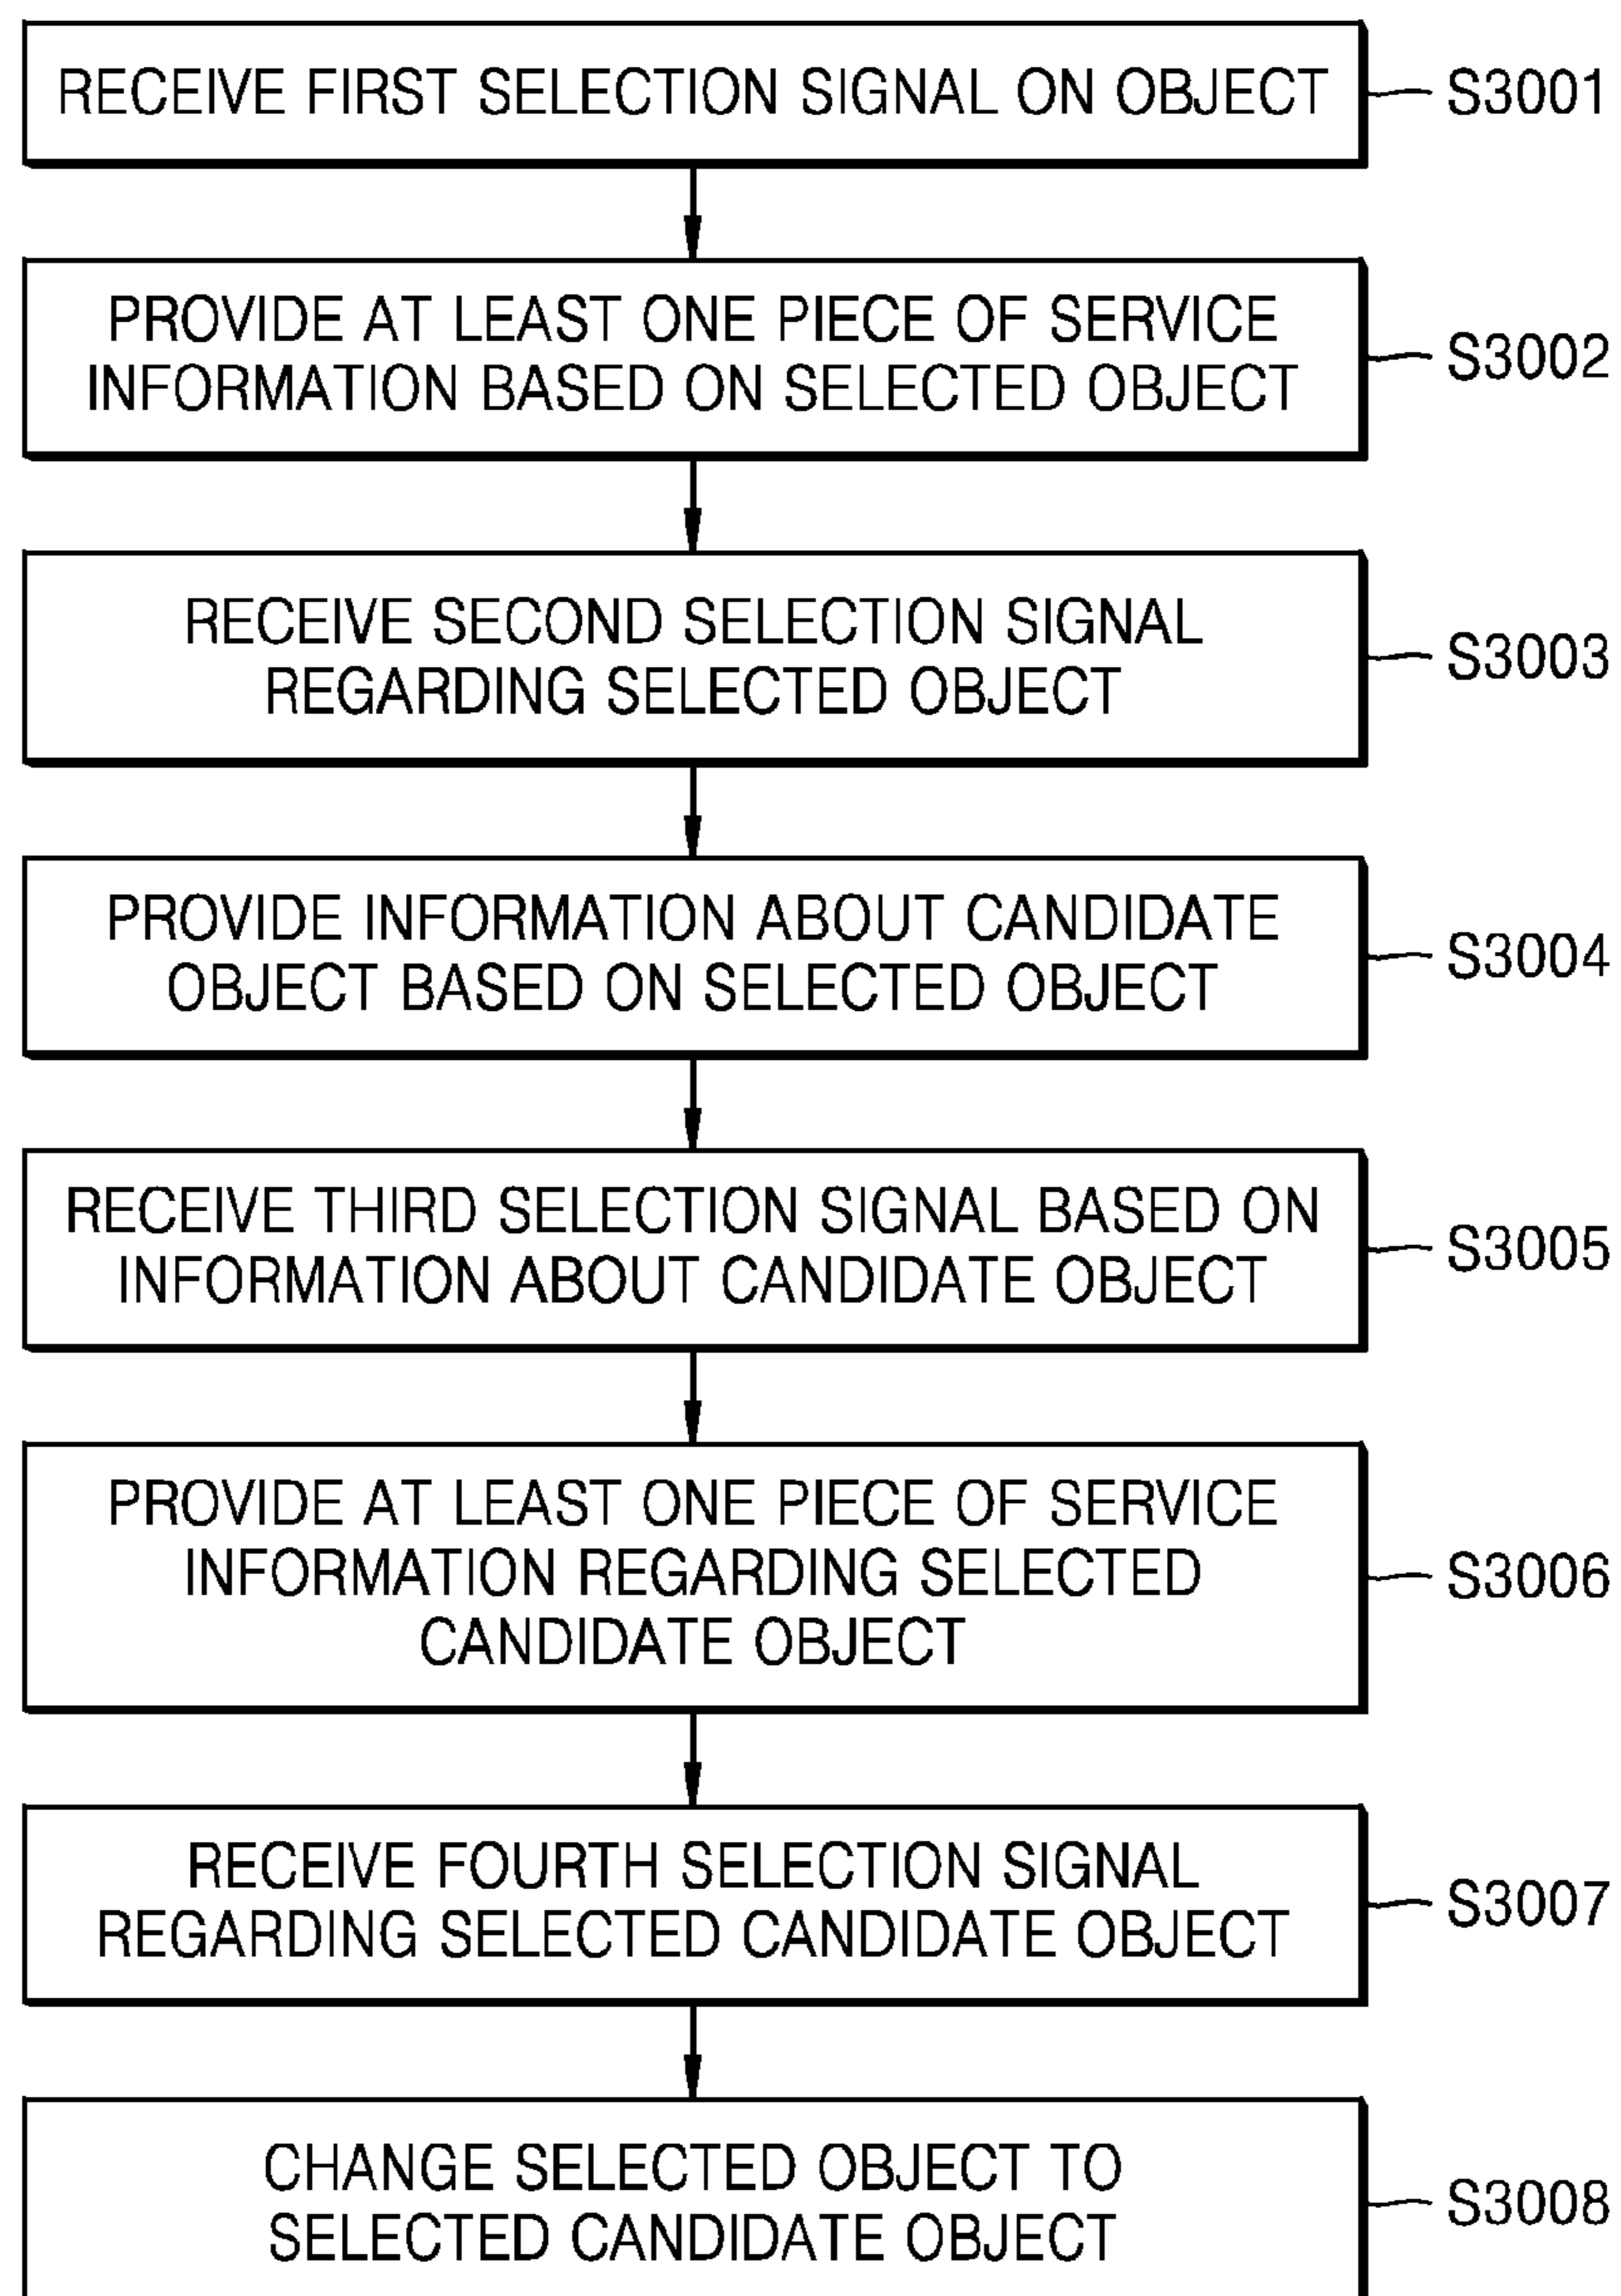 RECEIVE FIRST SELECTION SIGNAL ON OBJECT
S3001
PROVIDE AT LEAST ONE PIECE OF SERVICE
INFORMATION BASED ON SELECTED OBJECT
S3002
RECEIVE SECOND SELECTION SIGNAL
REGARDING SELECTED OBJECT
S3003
PROVIDE INFORMATION ABOUT CANDIDATE
OBJECT BASED ON SELECTED OBJECT
S3004
RECEIVE THIRD SELECTION SIGNAL BASED ON
INFORMATION ABOUT CANDIDATE OBJECT
S3005
PROVIDE AT LEAST ONE PIECE OF SERVICE
INFORMATION REGARDING SELECTED
CANDIDATE OBJECT
S3006
RECEIVE FOURTH SELECTION SIGNAL
REGARDING SELECTED CANDIDATE OBJECT
S3007
CHANGE SELECTED OBJECT TO
SELECTED CANDIDATE OBJECT
S3008